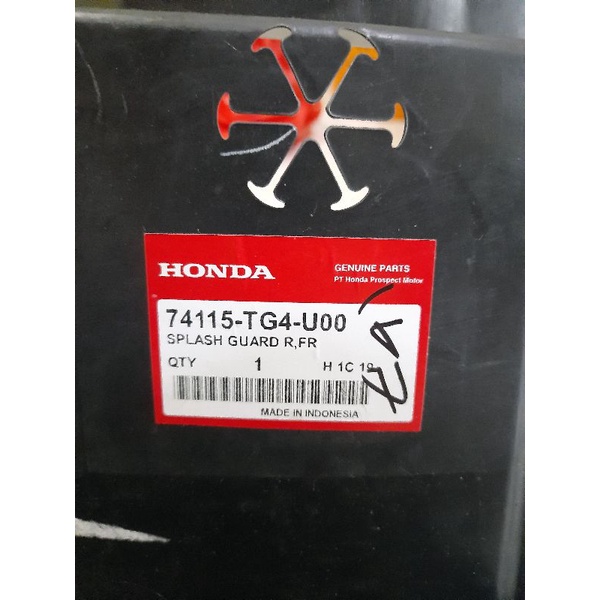 HONDA
GENUINE PARTS
PT Honda Prospect Motor
74115-TG4-U00
SPLASH GUARD R,FR
QTY 1 H 1C 19
MADE IN INDONESIA